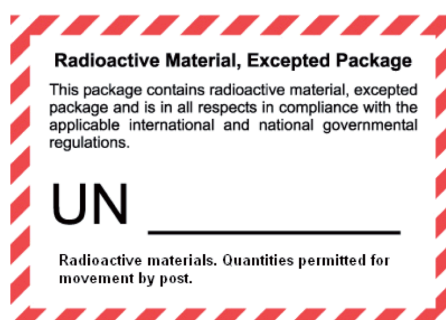 Radioactive Material, Excepted Package
This package contains radioactive material, excepted
package and is in all respects in compliance with the
applicable international and national governmental
regulations.
UN
Radioactive materials. Quantities permitted for
movement by post.